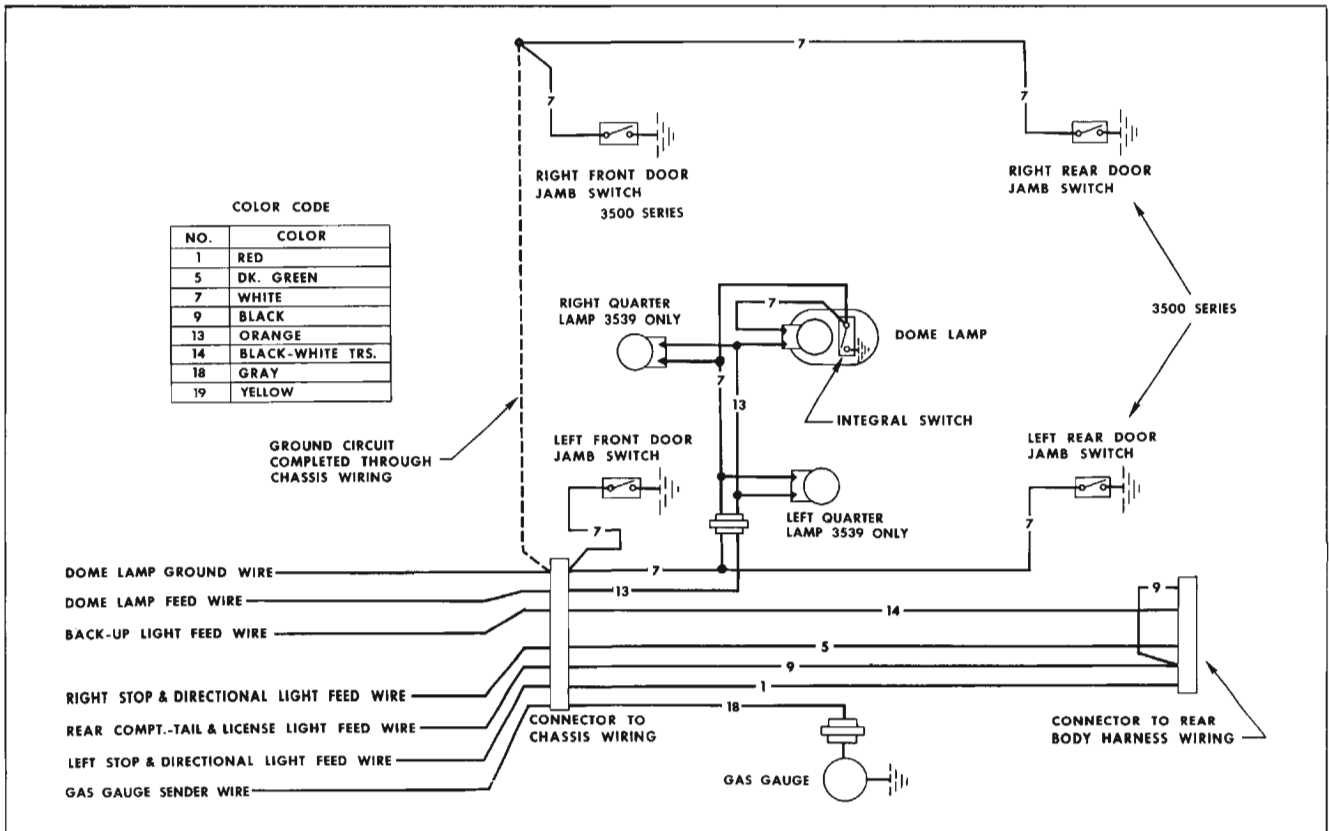 7
7
7
RIGHT FRONT DOOR
JAMB SWITCH
3500 SERIES
RIGHT REAR DOOR
JAMB SWITCH
COLOR CODE
NO. COLOR
1 RED
5 DK. GREEN
7 WHITE
9 BLACK
13 ORANGE
14 BLACK-WHITE TRS.
18 GRAY
19 YELLOW
RIGHT QUARTER
LAMP 3539 ONLY
7
DOME LAMP
3500 SERIES
7
13
INTEGRAL SWITCH
GROUND CIRCUIT
COMPLETED THROUGH
CHASSIS WIRING
LEFT FRONT DOOR
JAMB SWITCH
LEFT REAR DOOR
JAMB SWITCH
LEFT QUARTER
LAMP 3539 ONLY
7
7
DOME LAMP GROUND WIRE
7
DOME LAMP FEED WIRE
13
9
BACK-UP LIGHT FEED WIRE
14
5
RIGHT STOP & DIRECTIONAL LIGHT FEED WIRE
9
REAR COMPT.-TAIL & LICENSE LIGHT FEED WIRE
1
LEFT STOP & DIRECTIONAL LIGHT FEED WIRE
18
GAS GAUGE SENDER WIRE
CONNECTOR TO
CHASSIS WIRING
CONNECTOR TO REAR
BODY HARNESS WIRING
GAS GAUGE